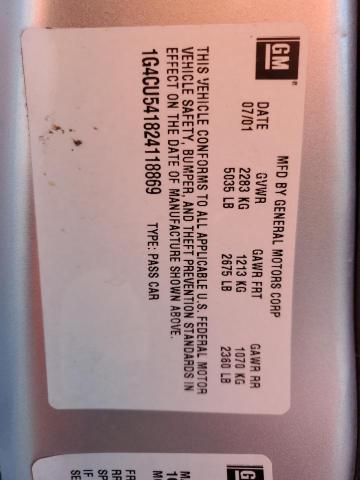 GM
MFD BY GENERAL MOTORS CORP
DATE GVWR GAWR FRT GAWR RR
07/01 2283 KG 1213 KG 1070 KG
5035 LB 2675 LB 2360 LB
THIS VEHICLE CONFORMS TO ALL APPLICABLE U.S. FEDERAL MOTOR
VEHICLE SAFETY, BUMPER, AND THEFT PREVENTION STANDARDS IN
EFFECT ON THE DATE OF MANUFACTURE SHOWN ABOVE.
1G4CU541824118869 TYPE: PASS CAR
GM